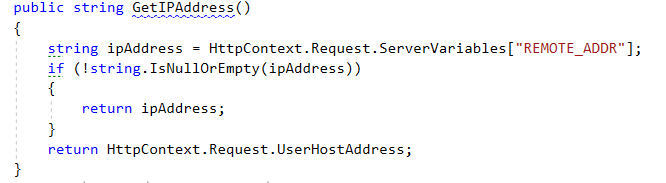 public string GetIPAddress()
{
string ipAddress = HttpContext.Request.ServerVariables["REMOTE_ADDR"];
if (!string.IsNullOrEmpty(ipAddress))
{
return ipAddress;
}
return HttpContext.Request.UserHostAddress;
}